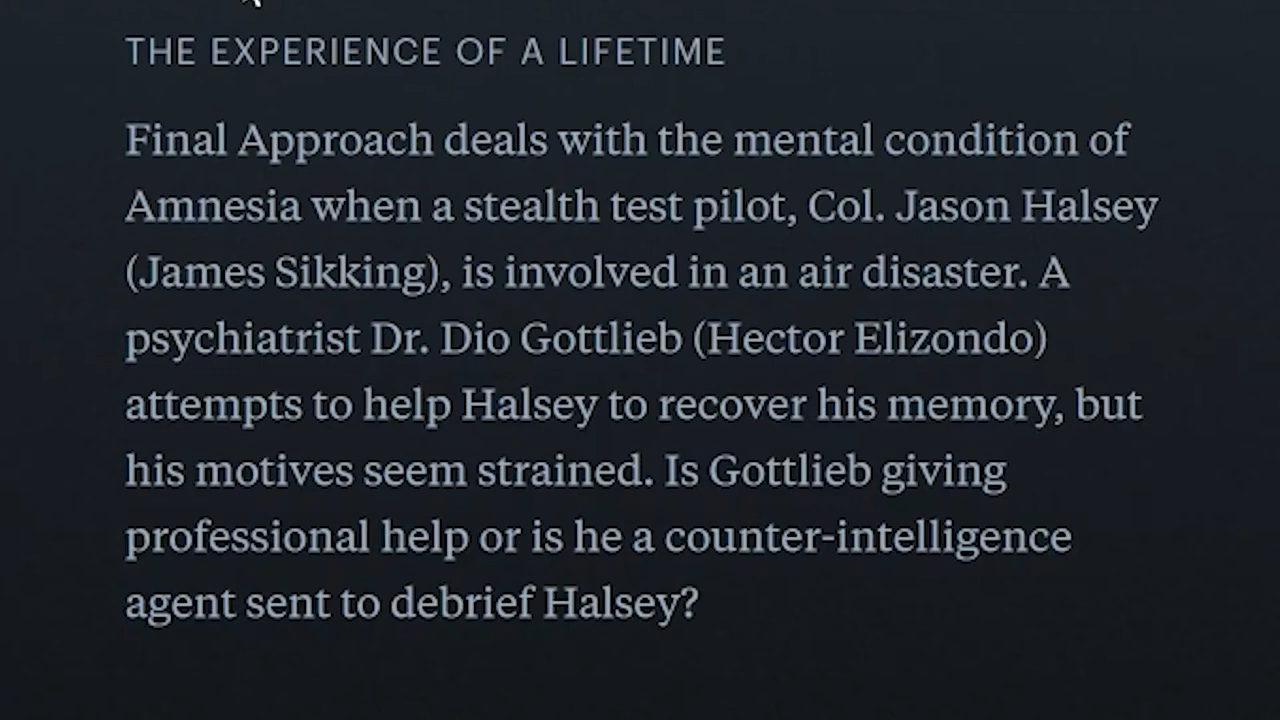 THE EXPERIENCE OF A LIFETIME
Final Approach deals with the mental condition of
Amnesia when a stealth test pilot, Col. Jason Halsey
(James Sikking), is involved in an air disaster. A
psychiatrist Dr. Dio Gottlieb (Hector Elizondo)
attempts to help Halsey to recover his memory, but
his motives seem strained. Is Gottlieb giving
professional help or is he a counter-intelligence
agent sent to debrief Halsey?